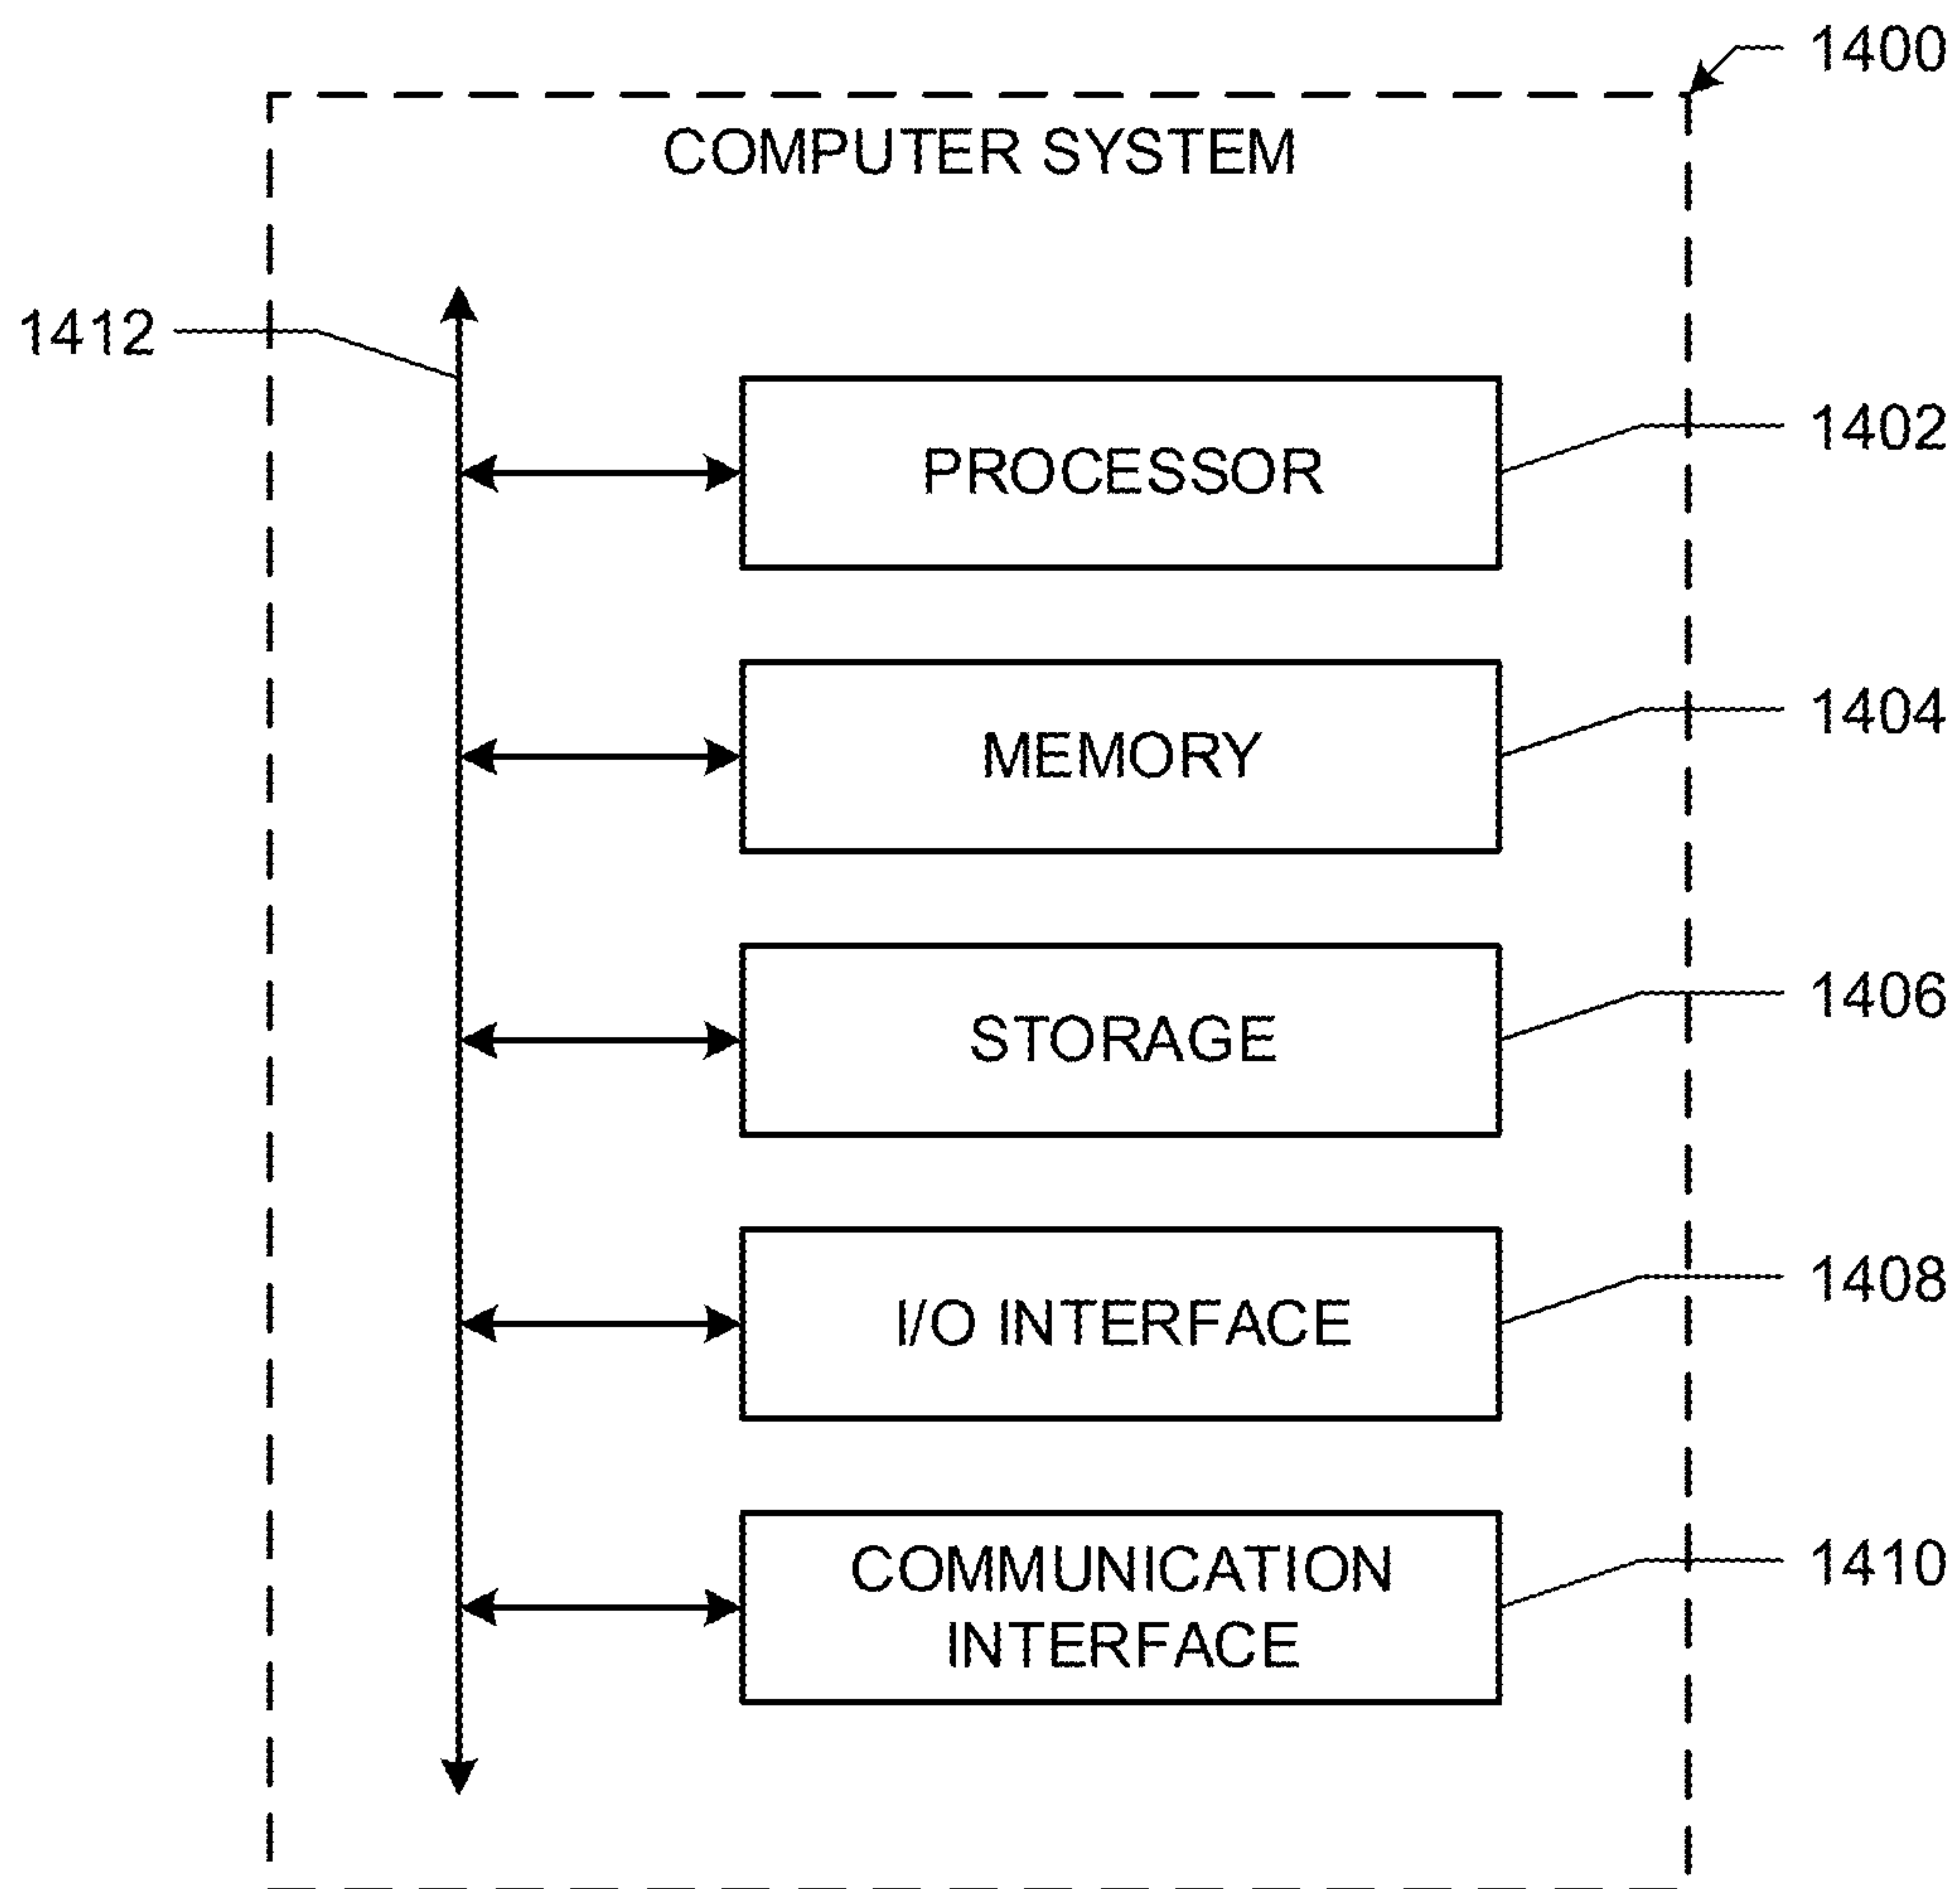 1400
COMPUTER SYSTEM
1412
1402
PROCESSOR
1404
MEMORY
1406
STORAGE
1408
I/O INTERFACE
1410
COMMUNICATION
INTERFACE